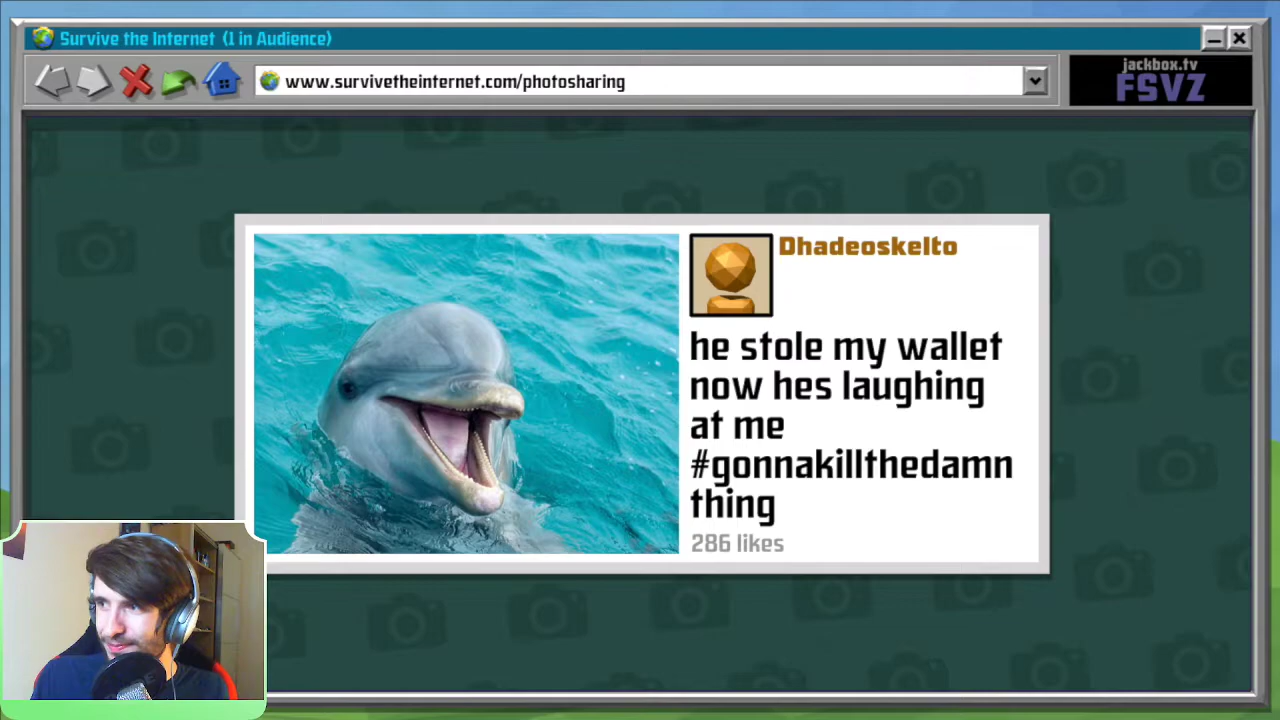 Survive the Internet (1 in Audience)
www.survivetheinternet.com/photosharing
jackbox.tv
FSVZ
Dhadeoskelto
he stole my wallet
now hes laughing
at me
#gonnakillthedamn
thing
286 likes